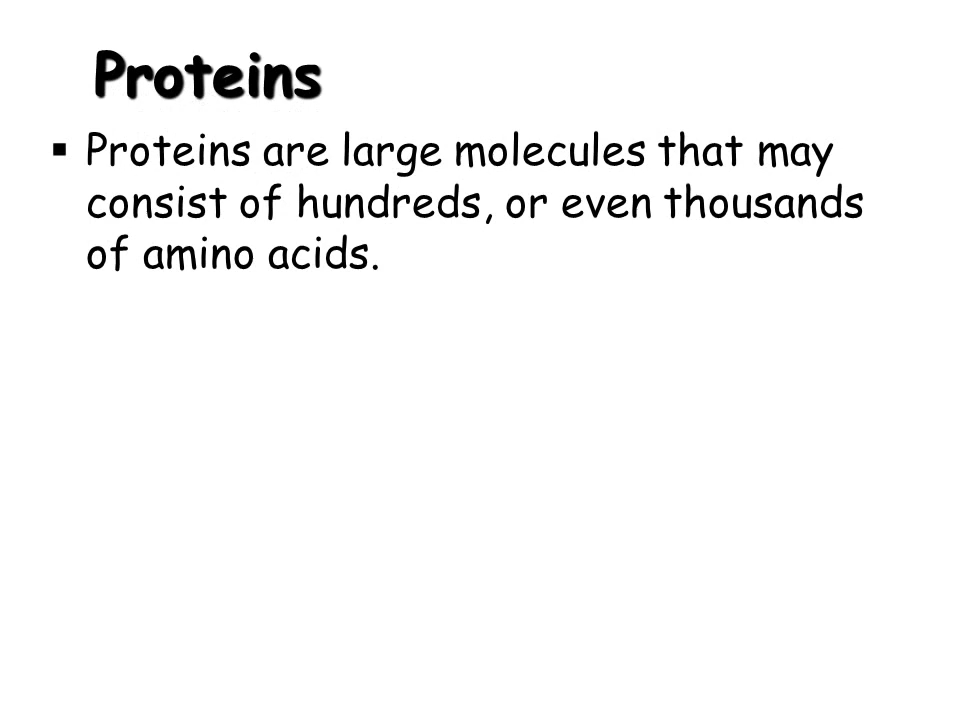 Proteins
▪ Proteins are large molecules that may
consist of hundreds, or even thousands
of amino acids.